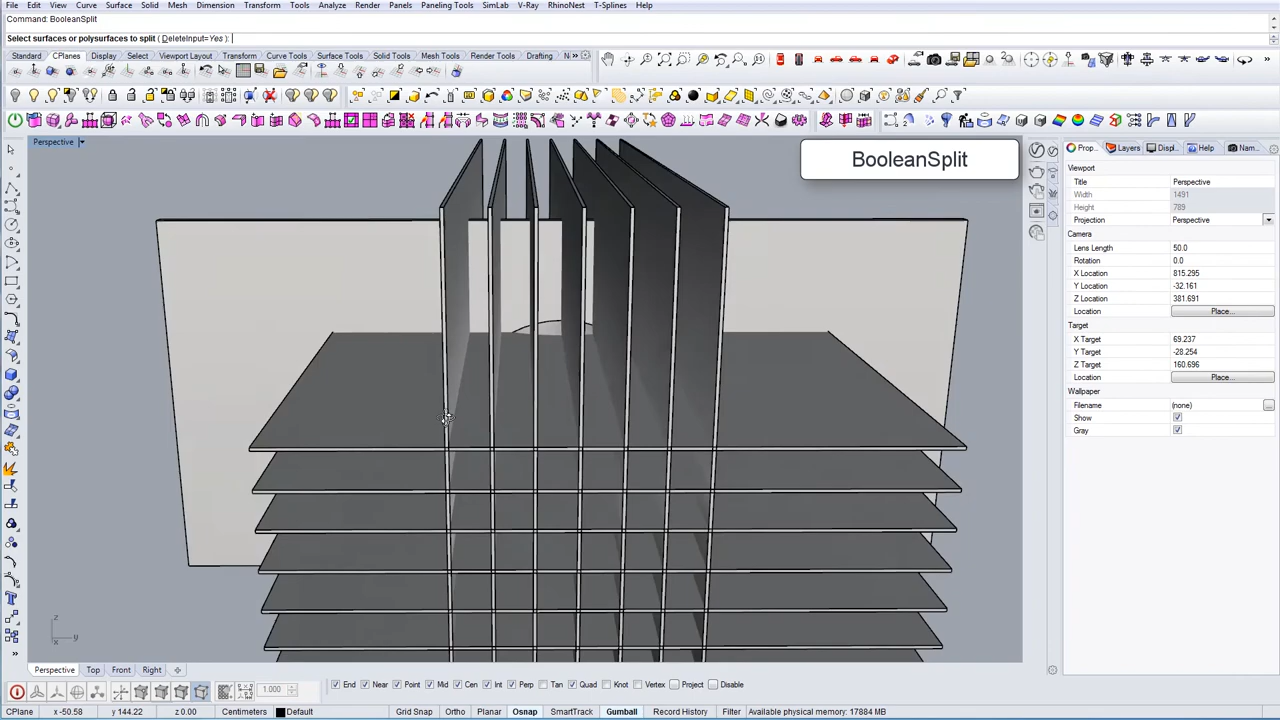 File Edit View Curve Surface Solid Mesh Dimension Transform Tools Analyze Render Panels Paneling Tools SimLab V-Ray RhinoNest T-Splines Help
Command: BooleanSplit
Select surfaces or polysurfaces to split ( DeleteInput=Yes ):
Standard CPlanes Display Select Viewport Layout Transform Curve Tools Surface Tools Solid Tools Mesh Tools Render Tools Drafting
Perspective
BooleanSplit
Prop... Layers Displ... Help Nam...
Viewport
Title Perspective
Width 1491
Height 789
Projection Perspective
Camera
Lens Length 50.0
Rotation 0.0
X Location 815.295
Y Location -32.161
Z Location 381.691
Location Place...
Target
X Target 69.237
Y Target -28.254
Z Target 160.696
Location Place...
Wallpaper
Filename (none) ...
Show
Gray
z
x y
Perspective Top Front Right
1.000 End Near Point Mid Cen Int Perp Tan Quad Knot Vertex Project Disable
CPlane x -50.58 y 144.22 z 0.00 Centimeters Default Grid Snap Ortho Planar Osnap SmartTrack Gumball Record History Filter Available physical memory: 17884 MB